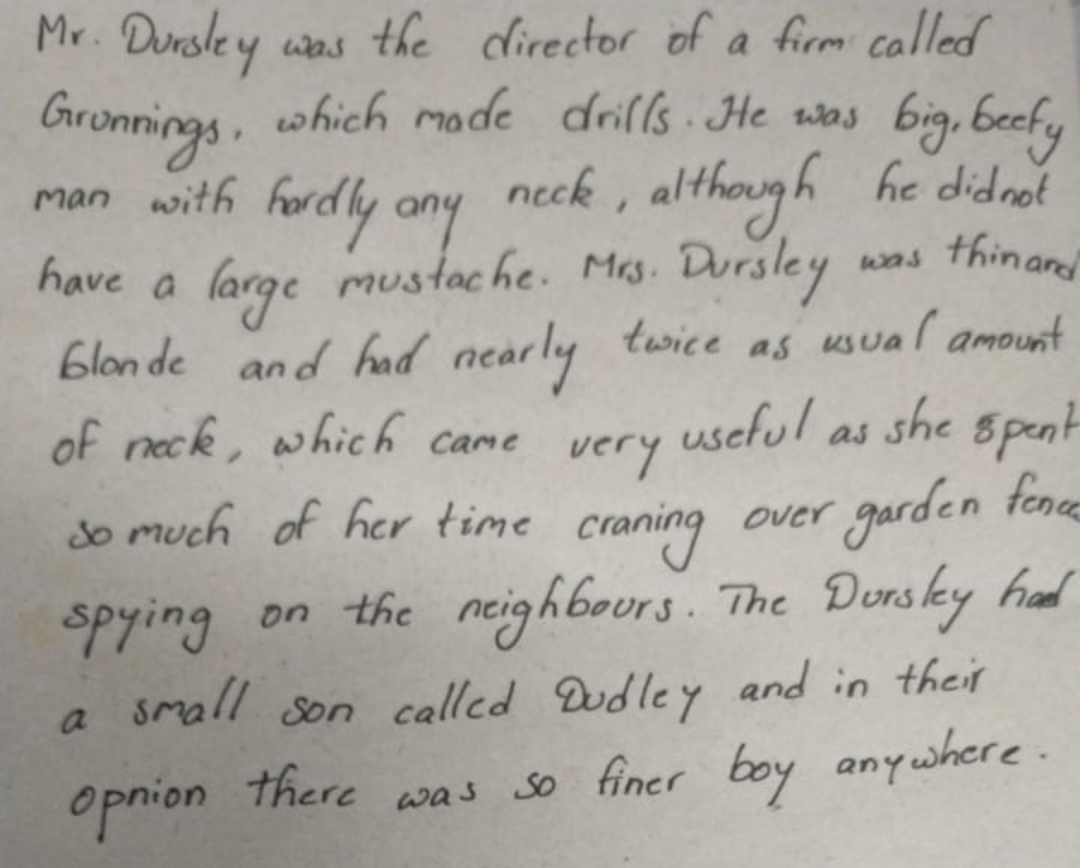 Mr. Dursley was the director of a firm called
Grunnings, which made drills. He was big, beefy
man with hardly any neck, although he didnot
have a large mustache. Mrs. Dursley was thin and
blonde and had nearly twice as usual amount
of neck, which came very useful as she spent
so much of her time craning over garden fence
spying on the neighbours. The Dursley had
a small son called Dudley and in their
opnion there was so finer boy anywhere.